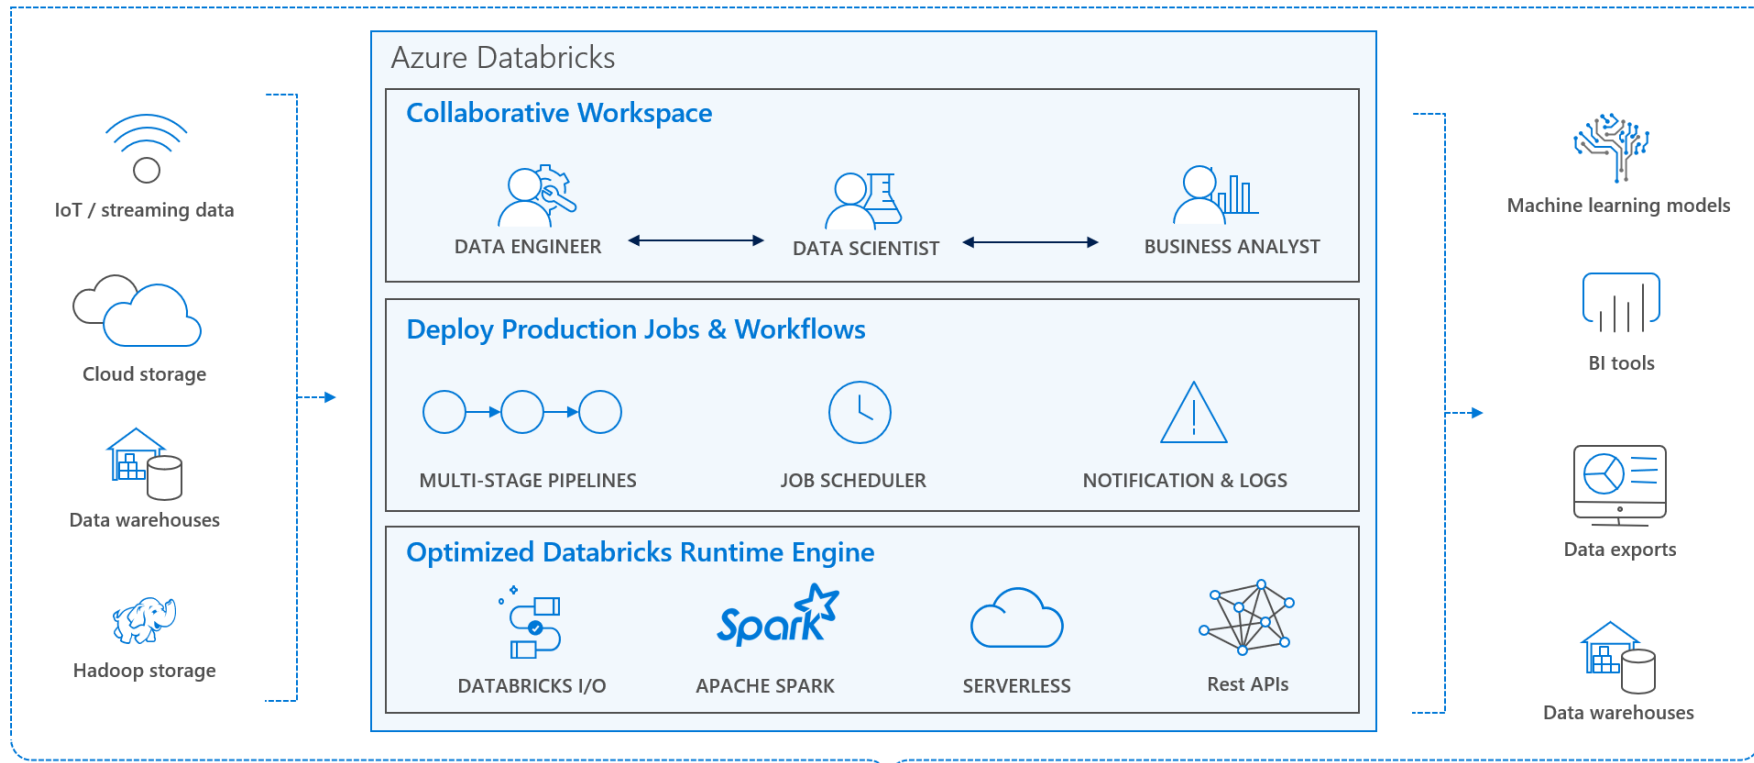 Azure Databricks
IoT / streaming data
Cloud storage
Data warehouses
Hadoop storage
Collaborative Workspace
DATA ENGINEER
DATA SCIENTIST
BUSINESS ANALYST
Deploy Production Jobs & Workflows
MULTI-STAGE PIPELINES
JOB SCHEDULER
NOTIFICATION & LOGS
Optimized Databricks Runtime Engine
Spark
DATABRICKS I/O
APACHE SPARK
SERVERLESS
Rest APIs
Machine learning models
BI tools
Data exports
Data warehouses